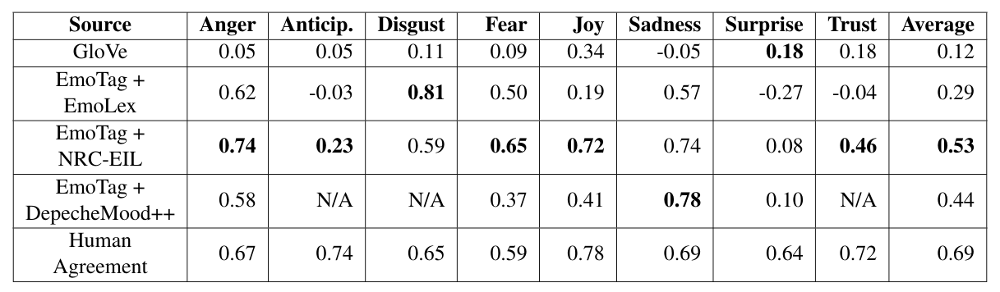 Source Anger Anticip. Disgust Fear Joy Sadness Surprise Trust Average
GloVe 0.05 0.05 0.11 0.09 0.34 -0.05 0.18 0.18 0.12
EmoTag +
EmoLex 0.62 -0.03 0.81 0.50 0.19 0.57 -0.27 -0.04 0.29
EmoTag +
NRC-EIL 0.74 0.23 0.59 0.65 0.72 0.74 0.08 0.46 0.53
EmoTag +
DepecheMood++ 0.58 N/A N/A 0.37 0.41 0.78 0.10 N/A 0.44
Human
Agreement 0.67 0.74 0.65 0.59 0.78 0.69 0.64 0.72 0.69